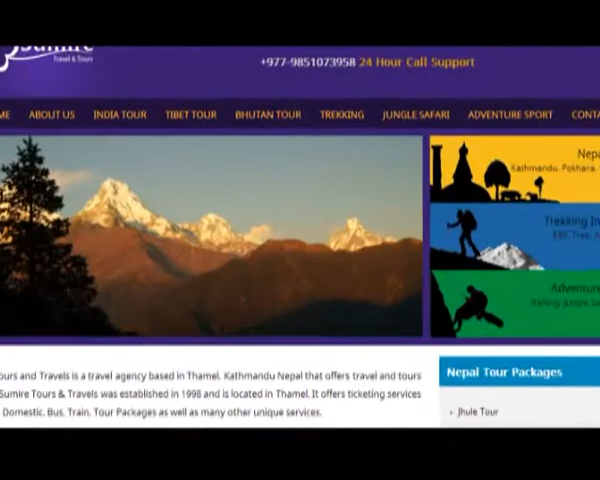 Sumire
Travel & Tours
+977-9851073958 24 Hour Call Support
ME ABOUT US INDIA TOUR TIBET TOUR BHUTAN TOUR TREKKING JUNGLE SAFARI ADVENTURE SPORT CONTA
Nepa
Kathmandu, Pokhara,
Trekking In
EBC Trek, A
Adventure
Rafting, Jungle Sa
ours and Travels is a travel agency based in Thamel, Kathmandu Nepal that offers travel and tours
Sumire Tours & Travels was established in 1998 and is located in Thamel. It offers ticketing services
Domestic, Bus, Train, Tour Packages as well as many other unique services.
Nepal Tour Packages
› Jhule Tour